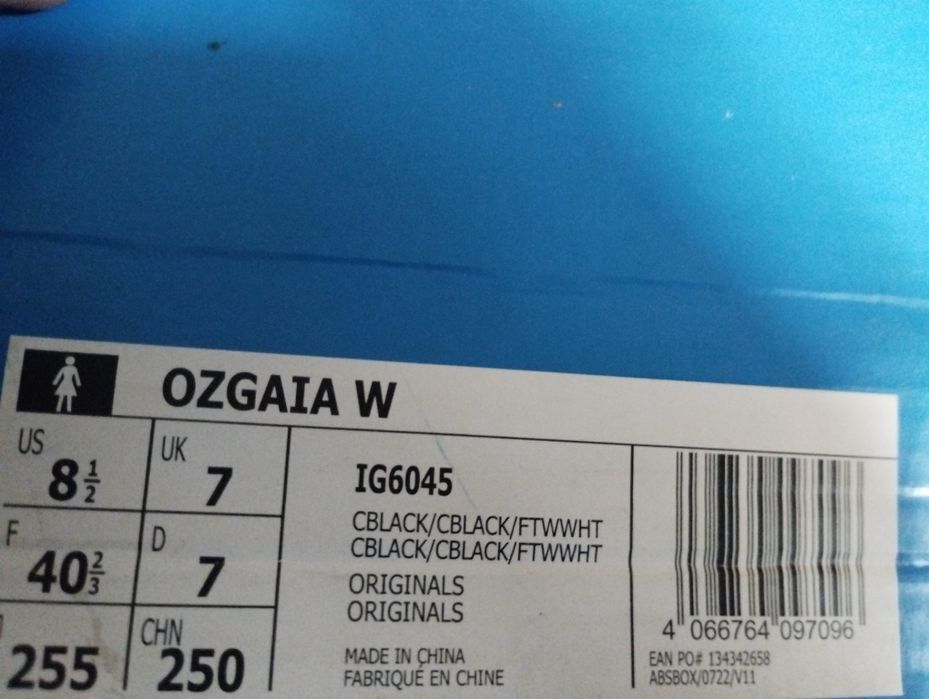 OZGAIA W
US
8 1/2
UK
7
F
40 2/3
D
7
255
CHN
250
IG6045
CBLACK/CBLACK/FTWWHT
CBLACK/CBLACK/FTWWHT
ORIGINALS
ORIGINALS
MADE IN CHINA
FABRIQUÉ EN CHINE
4 066764 097096
EAN PO# 134342658
ABSBOX/0722/V11